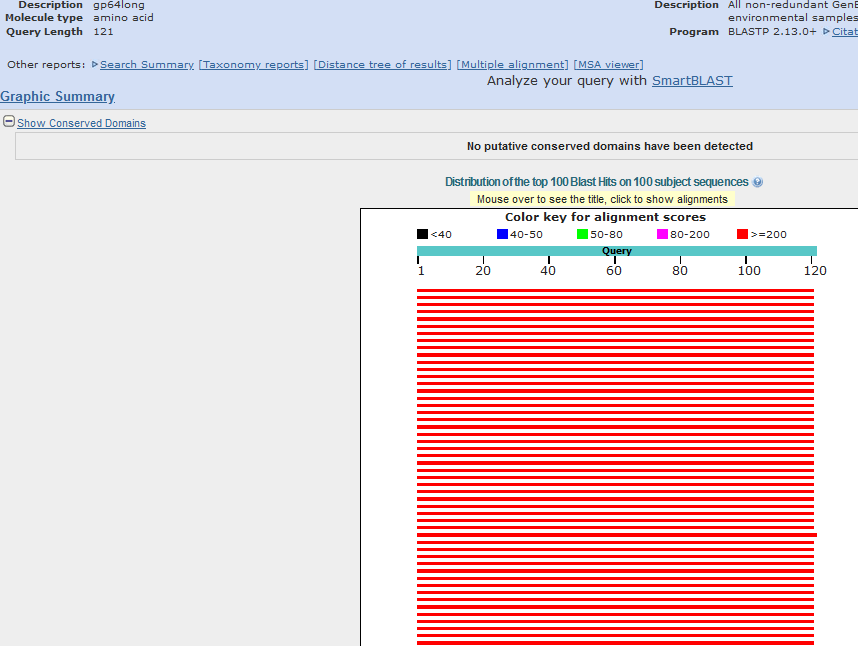 Description gp64long
Molecule type amino acid
Query Length 121
Description All non-redundant GenB
environmental samples
Program BLASTP 2.13.0+ Citat
Other reports: Search Summary [Taxonomy reports] [Distance tree of results] [Multiple alignment] [MSA viewer]
Analyze your query with SmartBLAST
Graphic Summary
Show Conserved Domains
No putative conserved domains have been detected
Distribution of the top 100 Blast Hits on 100 subject sequences
Mouse over to see the title, click to show alignments
Color key for alignment scores
<40 40-50 50-80 80-200 >=200
Query
1 20 40 60 80 100 120